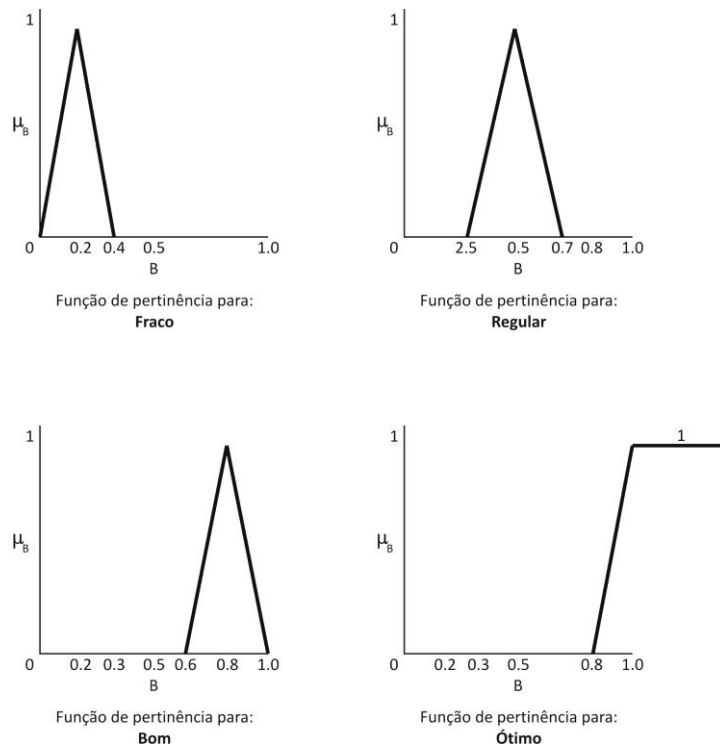 1
μB
0 0.2 0.4 0.5 1.0
B
Função de pertinência para:
Fraco
1
μB
0 2.5 0.5 0.7 0.8 1.0
B
Função de pertinência para:
Regular
1
μB
0 0.2 0.3 0.5 0.6 0.8 1.0
B
Função de pertinência para:
Bom
1
1
μB
0 0.2 0.3 0.5 0.8 1.0
B
Função de pertinência para:
Ótimo